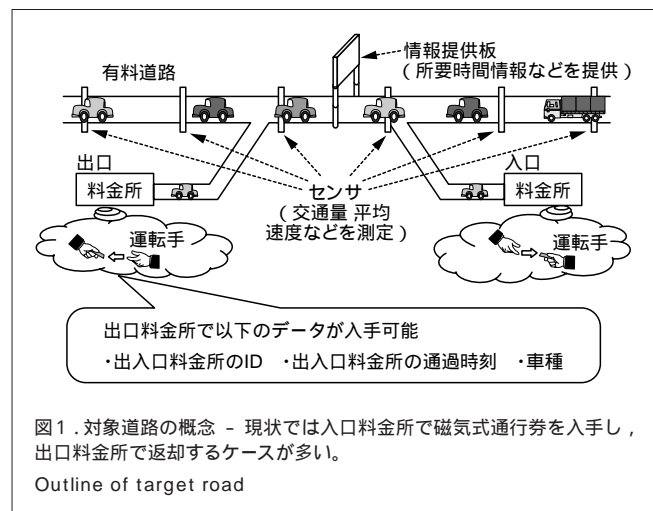 情報提供板
（所要時間情報などを提供）
有料道路
出口
料金所
センサ
（交通量 平均
速度などを測定）
入口
料金所
運転手
運転手
出口料金所で以下のデータが入手可能
・出入口料金所のID ・出入口料金所の通過時刻 ・車種
図1．対象道路の概念 － 現状では入口料金所で磁気式通行券を入手し，
出口料金所で返却するケースが多い。
Outline of target road